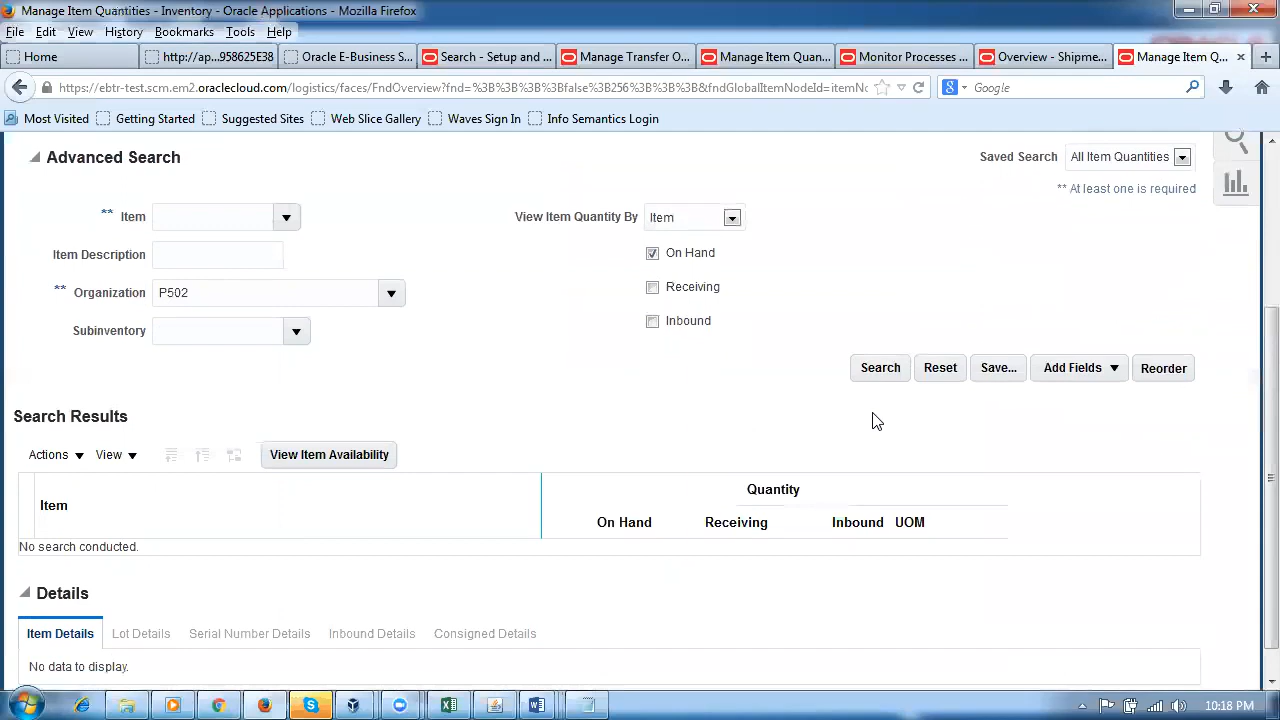 Manage Item Quantities - Inventory - Oracle Applications - Mozilla Firefox
File Edit View History Bookmarks Tools Help
Home http://ap...958625E38 Oracle E-Business S... Search - Setup and ... Manage Transfer O... Manage Item Quan... Monitor Processes ... Overview - Shipme... Manage Item Q...
https://ebtr-test.scm.em2.oraclecloud.com/logistics/faces/FndOverview?fnd=%3B%3B%3B%3Bfalse%3B256%3B%3B%3B&fndGlobalItemNodeId=itemNo Google
Most Visited Getting Started Suggested Sites Web Slice Gallery Waves Sign In Info Semantics Login
Advanced Search Saved Search All Item Quantities
** At least one is required
** Item View Item Quantity By Item
Item Description On Hand
** Organization P502 Receiving
Subinventory Inbound
Search Reset Save... Add Fields Reorder
Search Results
Actions View View Item Availability
Quantity
Item
On Hand Receiving Inbound UOM
No search conducted.
Details
Item Details Lot Details Serial Number Details Inbound Details Consigned Details
No data to display.
10:18 PM